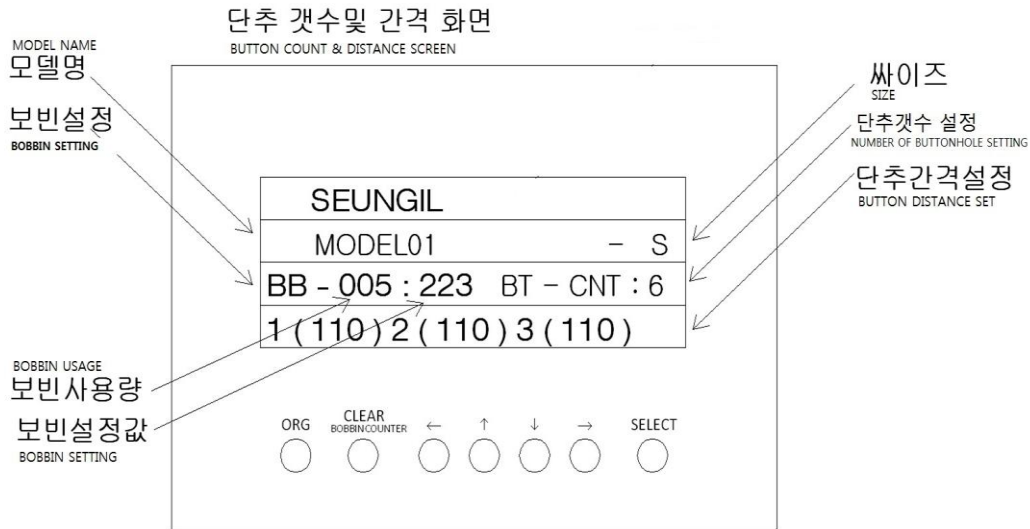 단추 갯수및 간격 화면
BUTTON COUNT & DISTANCE SCREEN
MODEL NAME
모델명
보빈설정
BOBBIN SETTING
싸이즈
SIZE
단추갯수 설정
NUMBER OF BUTTONHOLE SETTING
단추간격설정
BUTTON DISTANCE SET
SEUNGIL
MODEL01 - S
BB - 005 : 223 BT - CNT : 6
1 ( 110 ) 2 ( 110 ) 3 ( 110 )
BOBBIN USAGE
보빈사용량
보빈설정값
BOBBIN SETTING
ORG CLEAR BOBBINCOUNTER ← ↑ ↓ → SELECT